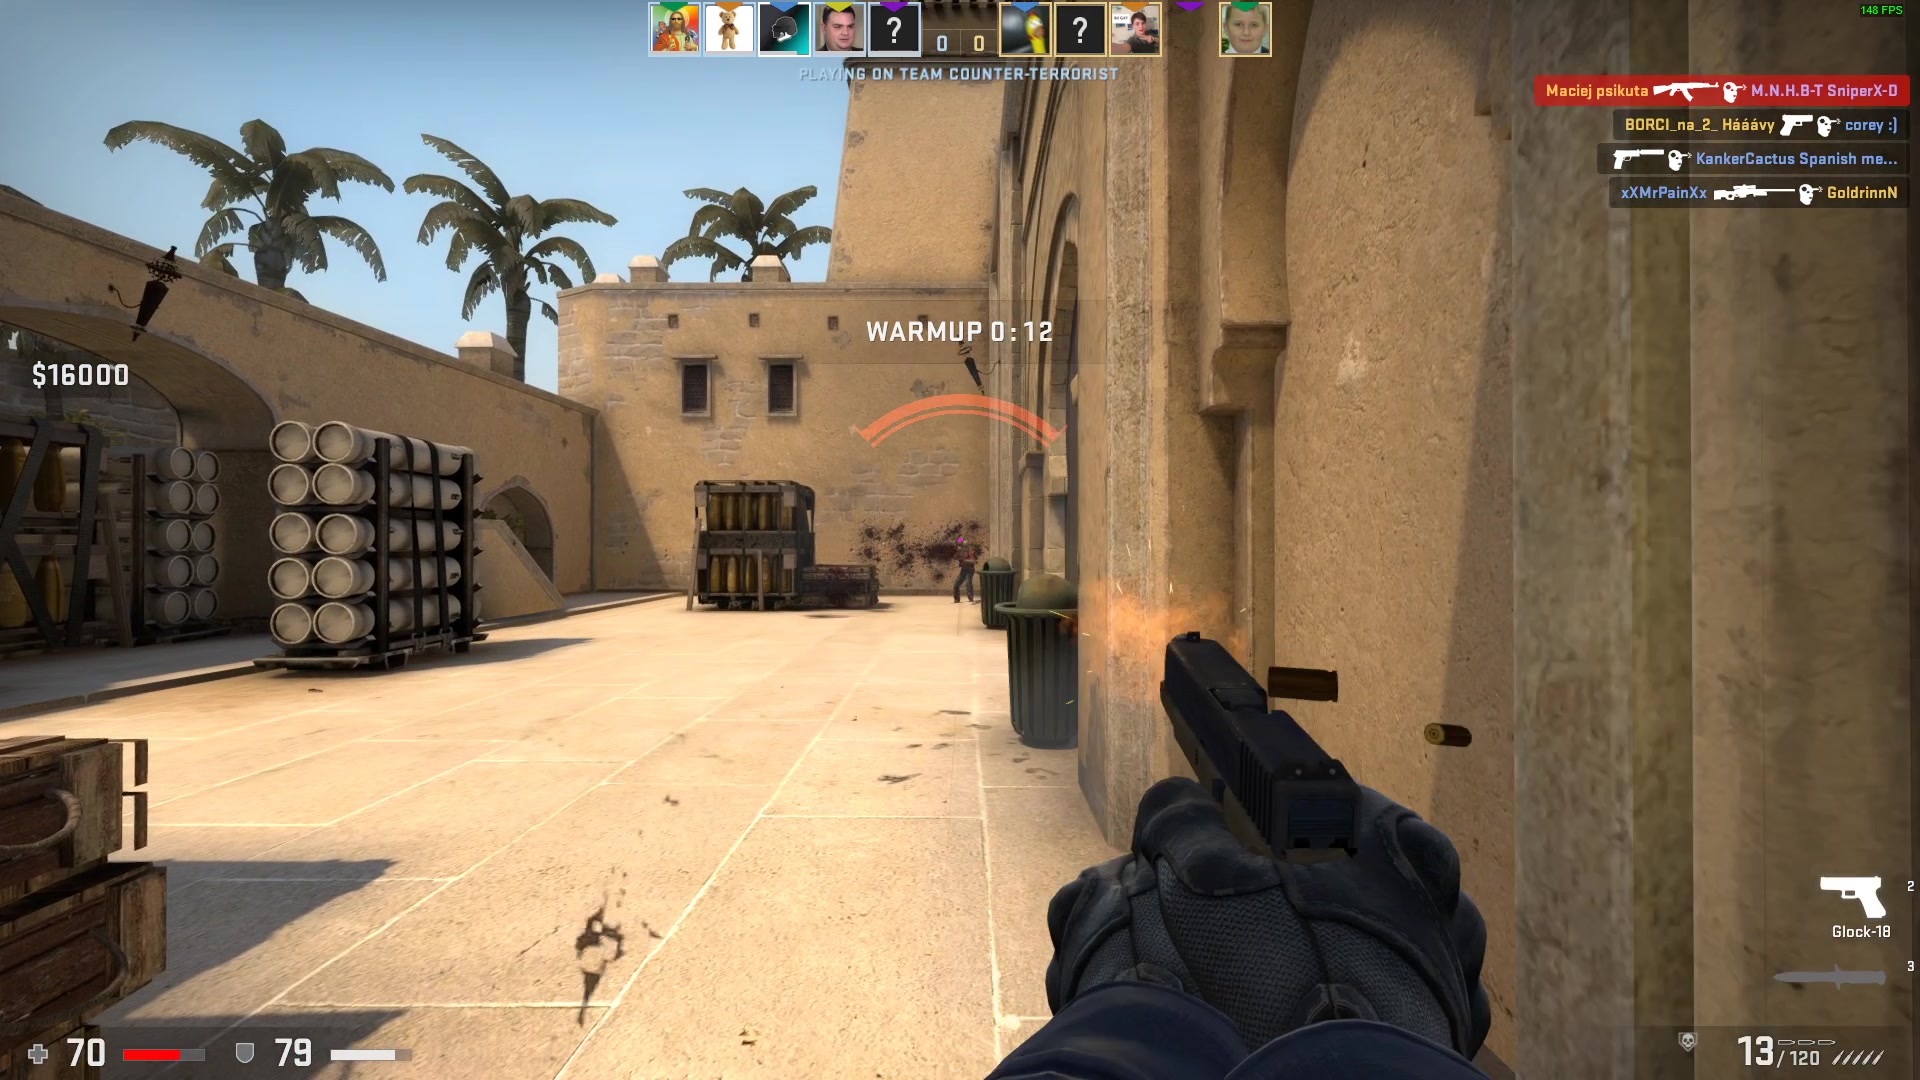 148 FPS
? 0 0 ?
PLAYING ON TEAM COUNTER-TERRORIST
Maciej psikuta M.N.H.B-T SniperX-D
BORCI_na_2_ Hááávy corey :)
KankerCactus Spanish me...
xXMrPainXx GoldrinnN
WARMUP 0:12
$16000
2
Glock-18
3
70 79
13/120